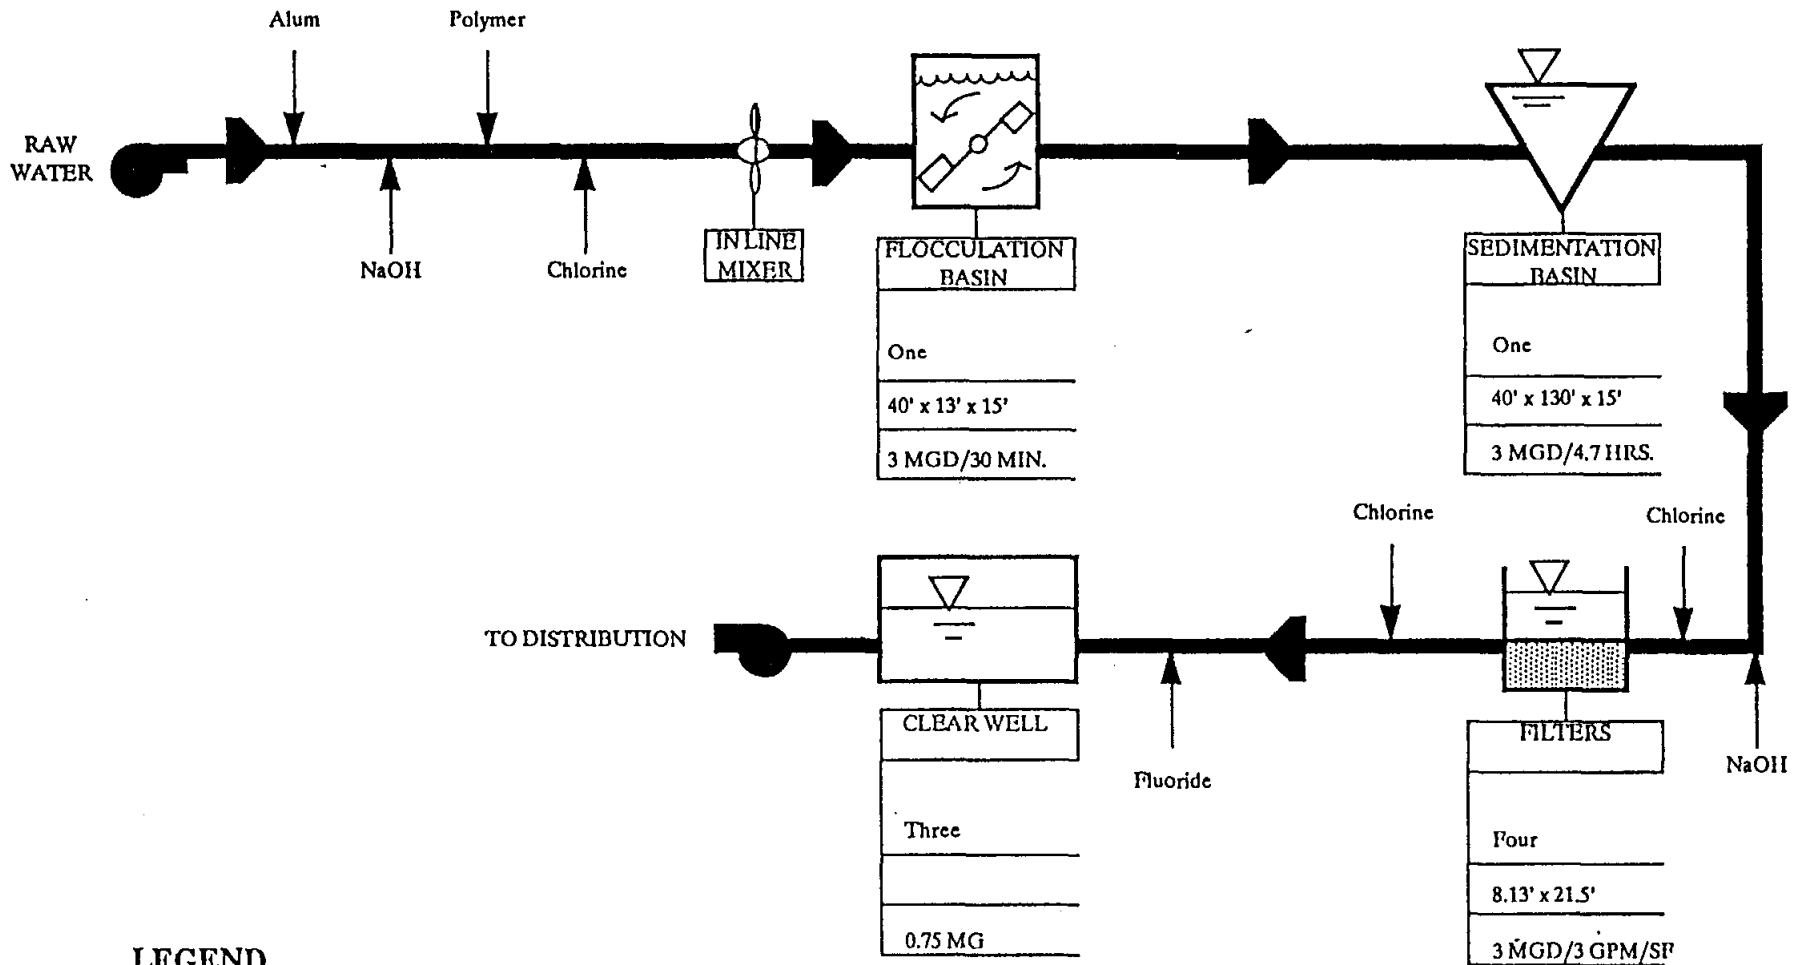 Alum
Polymer
RAW
WATER
NaOH
Chlorine
IN LINE
MIXER
FLOCCULATION
BASIN
One
40' x 13' x 15'
3 MGD/30 MIN.
SEDIMENTATION
BASIN
One
40' x 130' x 15'
3 MGD/4.7 HRS.
Chlorine
Chlorine
TO DISTRIBUTION
CLEAR WELL
Three
0.75 MG
Fluoride
FILTERS
Four
8.13' x 21.5'
3 MGD/3 GPM/SF
NaOH
LEGEND